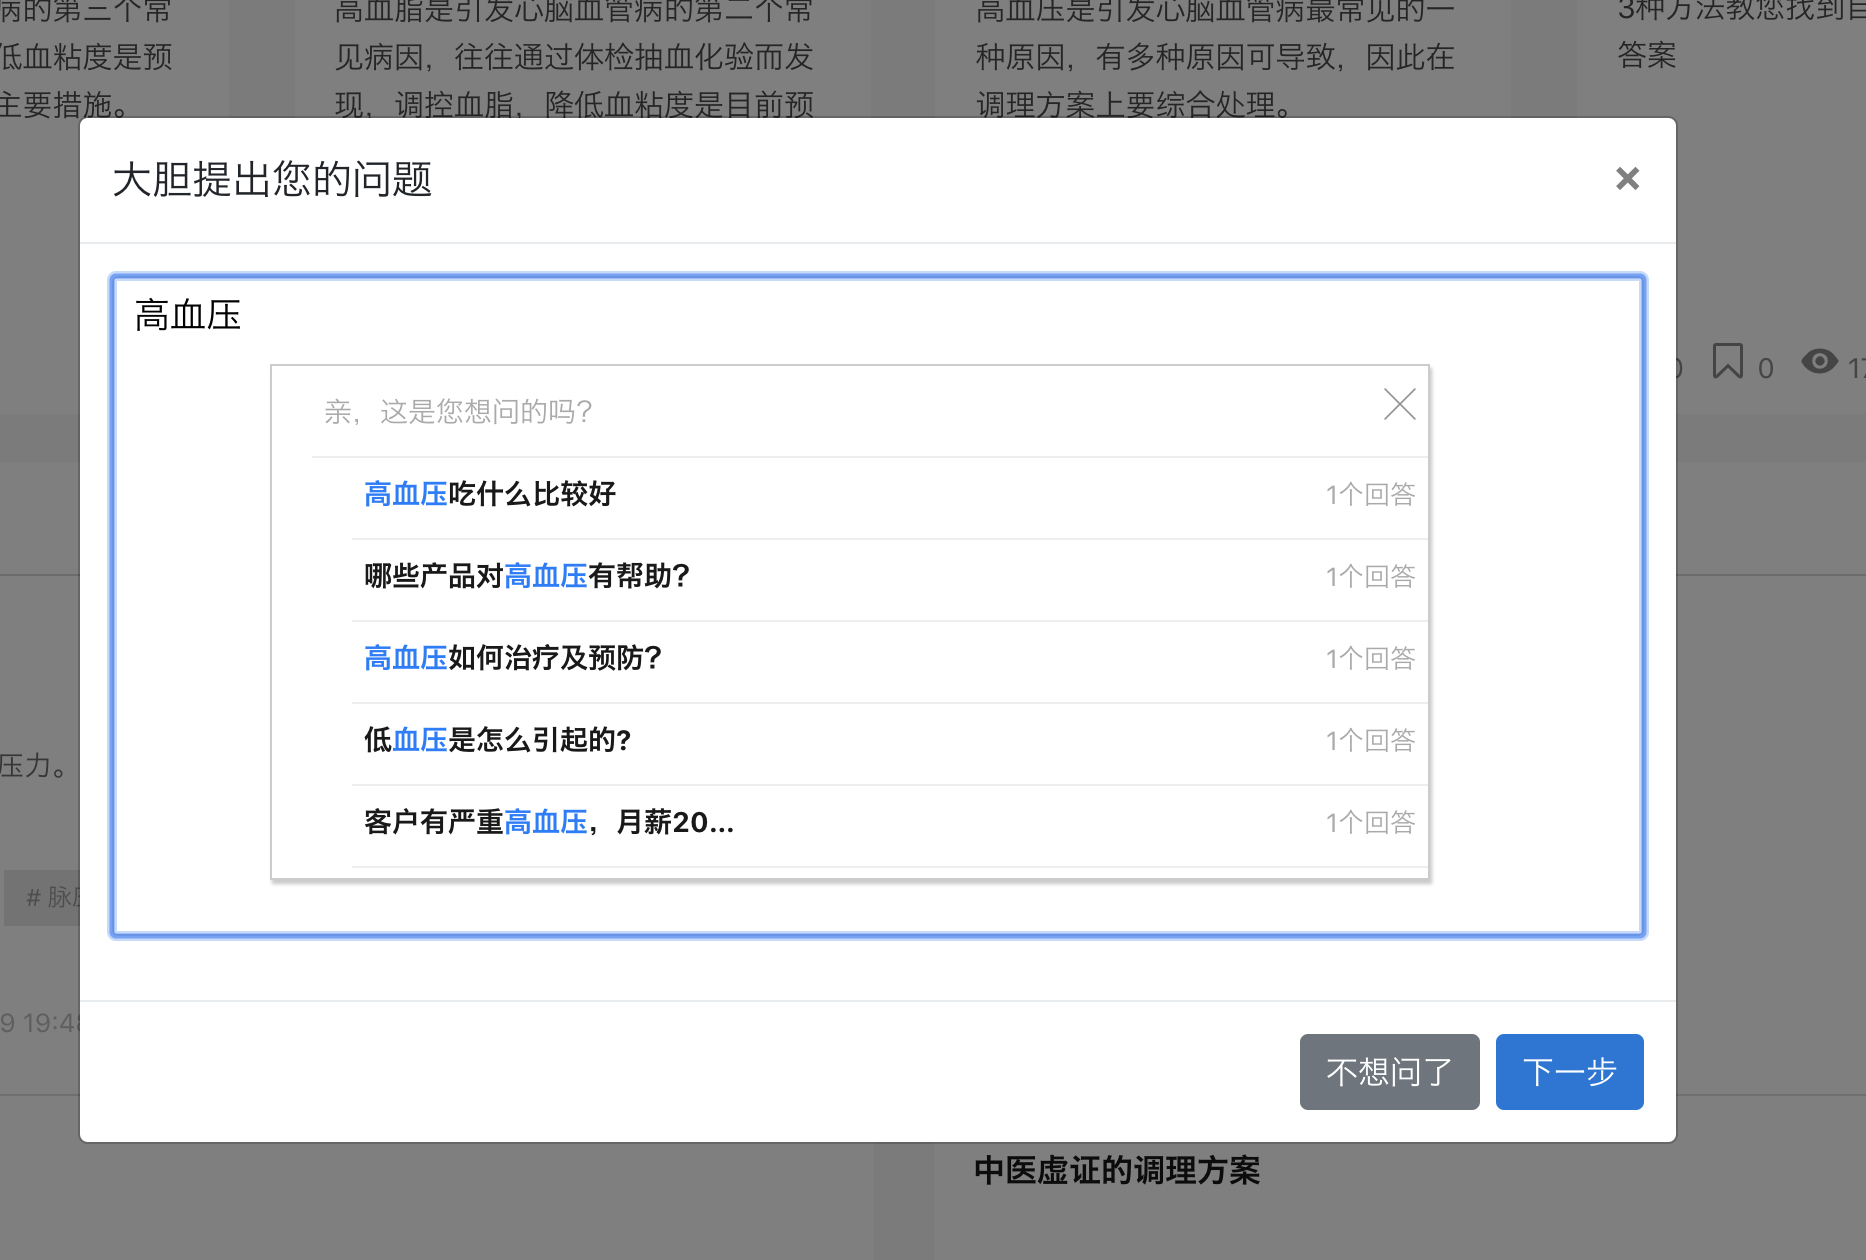 病的第三个常
低血粘度是预
主要措施。
高血脂是引发心脑血管病的第二个常
见病因，往往通过体检抽血化验而发
现，调控血脂，降低血粘度是目前预
高血压是引发心脑血管病最常见的一
种原因，有多种原因可导致，因此在
调理方案上要综合处理。
3种方法教您找到自
答案
大胆提出您的问题
高血压
亲，这是您想问的吗？
高血压吃什么比较好 1个回答
哪些产品对高血压有帮助？ 1个回答
高血压如何治疗及预防？ 1个回答
低血压是怎么引起的? 1个回答
客户有严重高血压，月薪20... 1个回答
0 17
压力。
# 脉
9 19:48
不想问了 下一步
中医虚证的调理方案